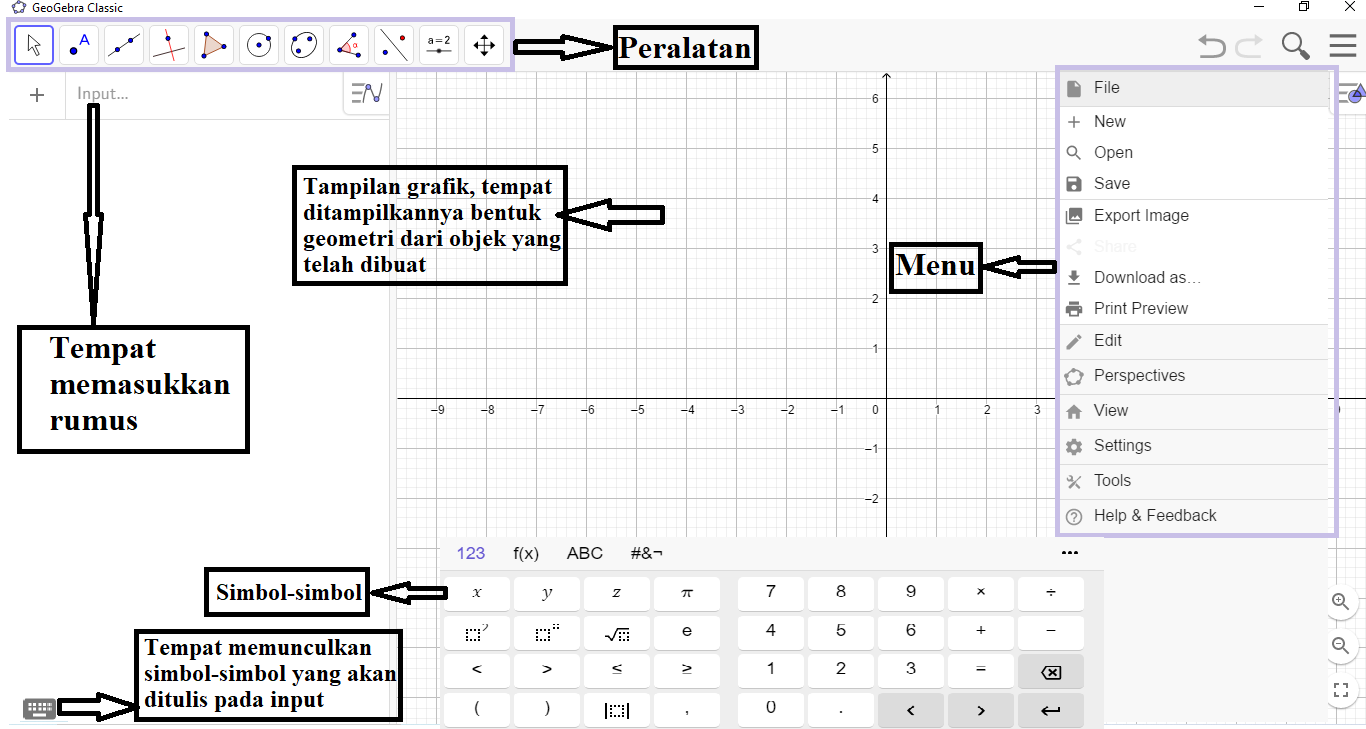 GeoGebra Classic
A
α
a=2
Peralatan
Input…
File
New
Open
Save
Export Image
Share
Download as…
Print Preview
Edit
Perspectives
View
Settings
Tools
Help & Feedback
Tampilan grafik, tempat
ditampilkannya bentuk
geometri dari objek yang
telah dibuat
Menu
Tempat
memasukkan
rumus
6
5
4
3
2
1
−9 −8 −7 −6 −5 −4 −3 −2 −1 0 1 2 3
−1
−2
123 f(x) ABC #&¬ •••
Simbol-simbol
x y z π 7 8 9 × ÷
² √ e 4 5 6 + −
< > ≤ ≥ 1 2 3 =
( ) | | , 0 . < >
Tempat memunculkan
simbol-simbol yang akan
ditulis pada input